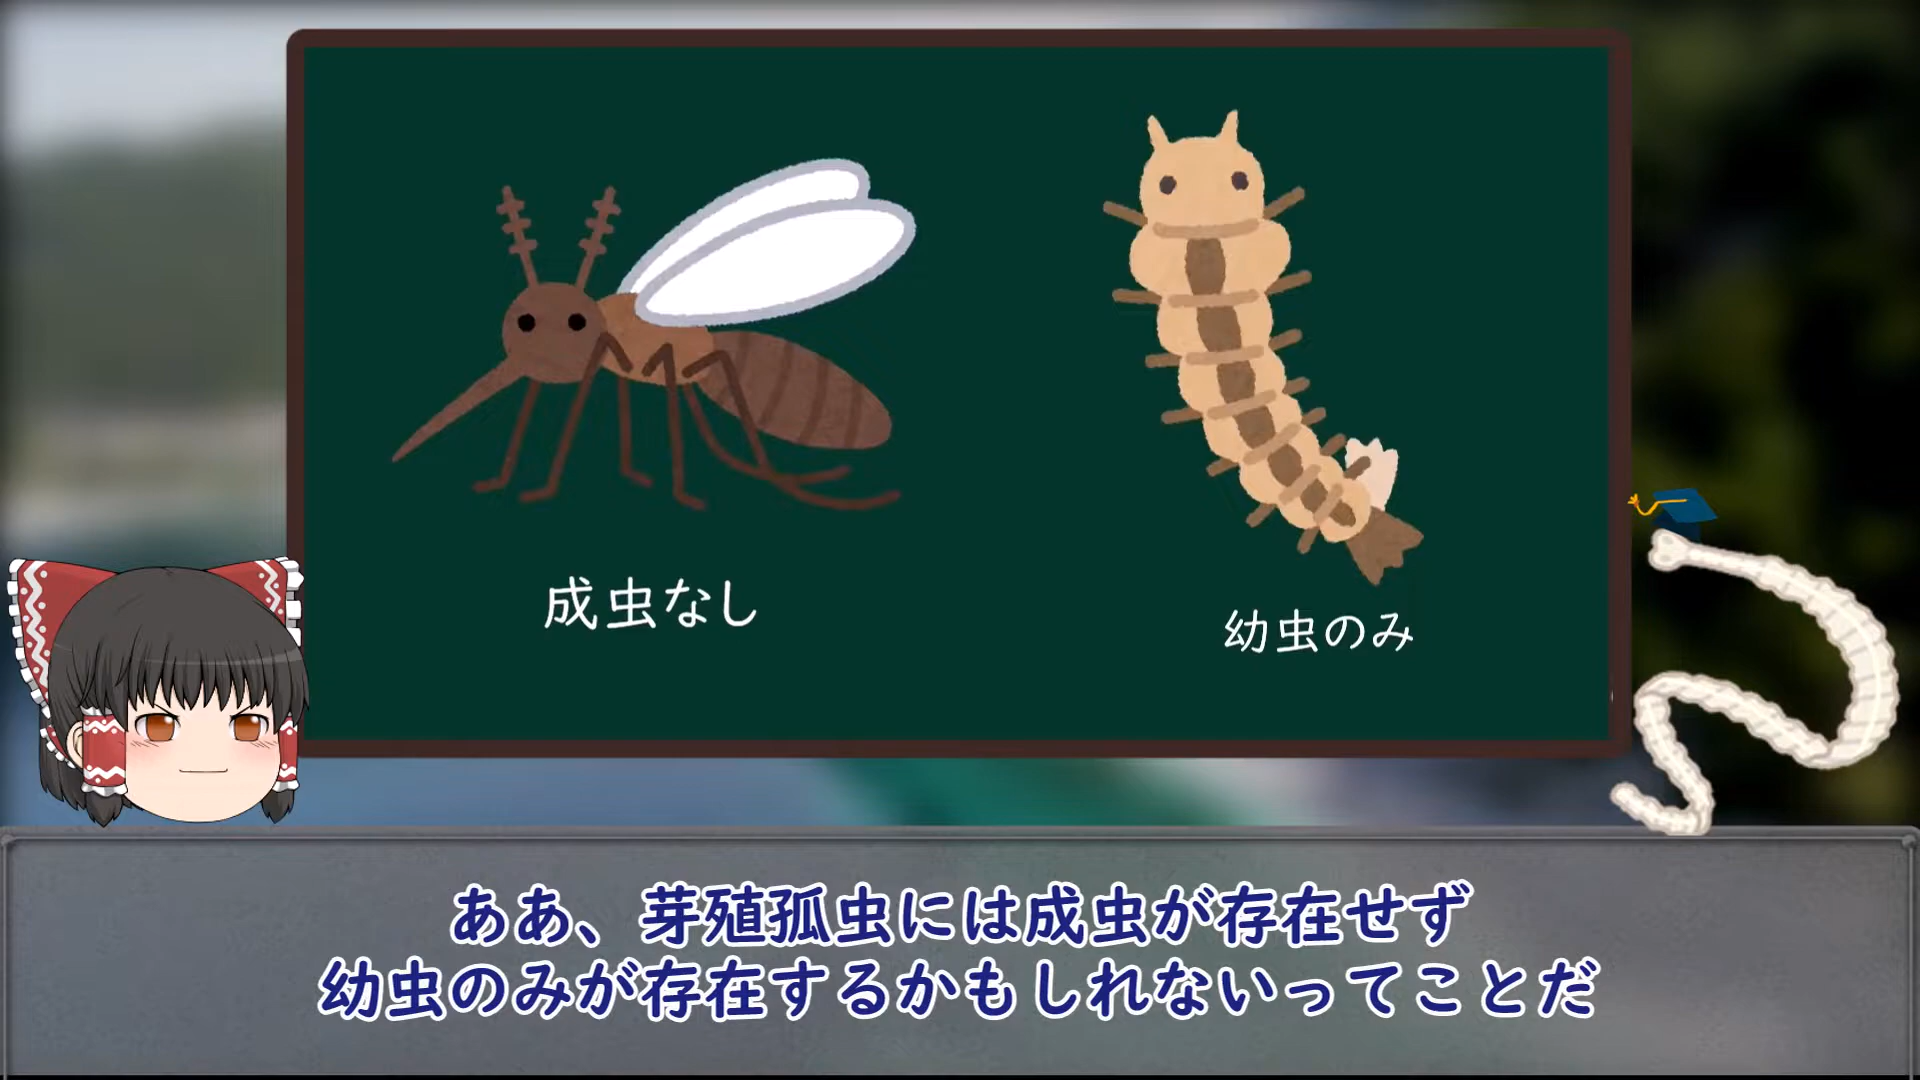 成虫なし
幼虫のみ
ああ、芽殖孤虫には成虫が存在せず
幼虫のみが存在するかもしれないってことだ